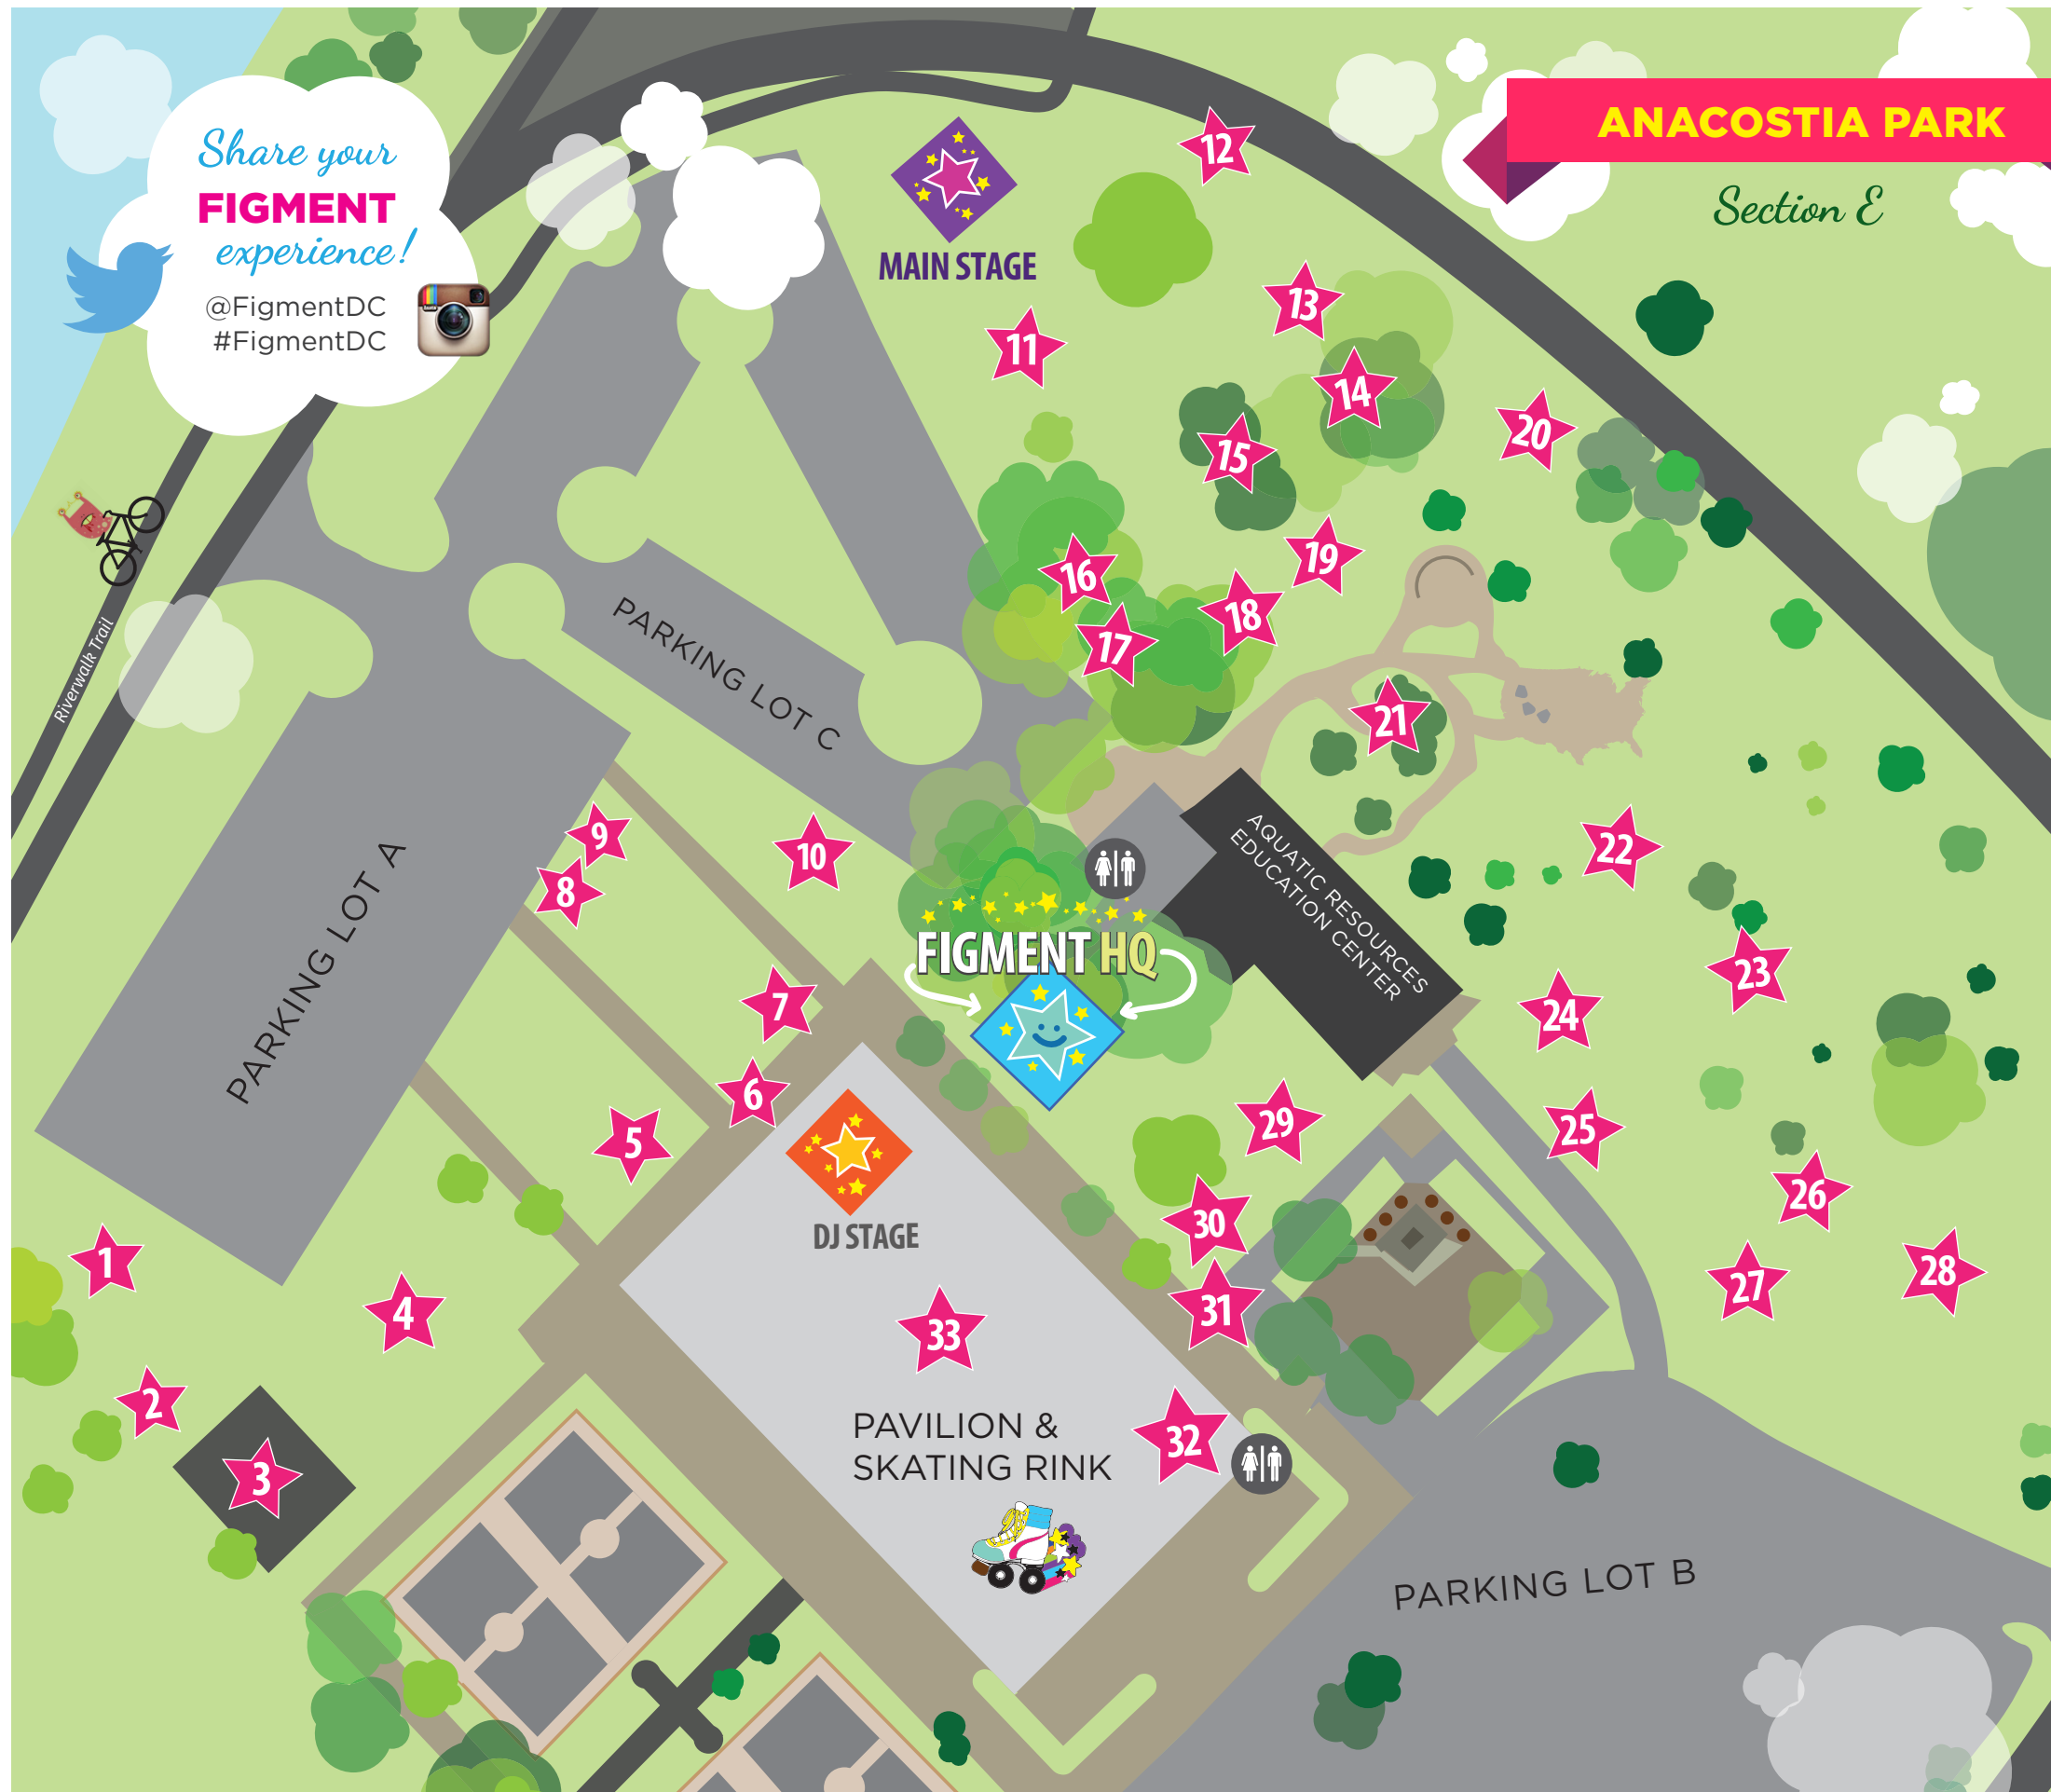 Share your
FIGMENT
experience!
@FigmentDC
#FigmentDC
ANACOSTIA PARK
Section E
MAIN STAGE
12
13
11
14
20
15
16
19
18
17
Riverwalk Trail
PARKING LOT C
21
9
10
8
22
AQUATIC RESOURCES
EDUCATION CENTER
PARKING LOT A
FIGMENT HQ
23
7
24
6
5
29
25
DJ STAGE
26
30
1
4
31
27
28
33
2
3
PAVILION &
SKATING RINK
32
PARKING LOT B